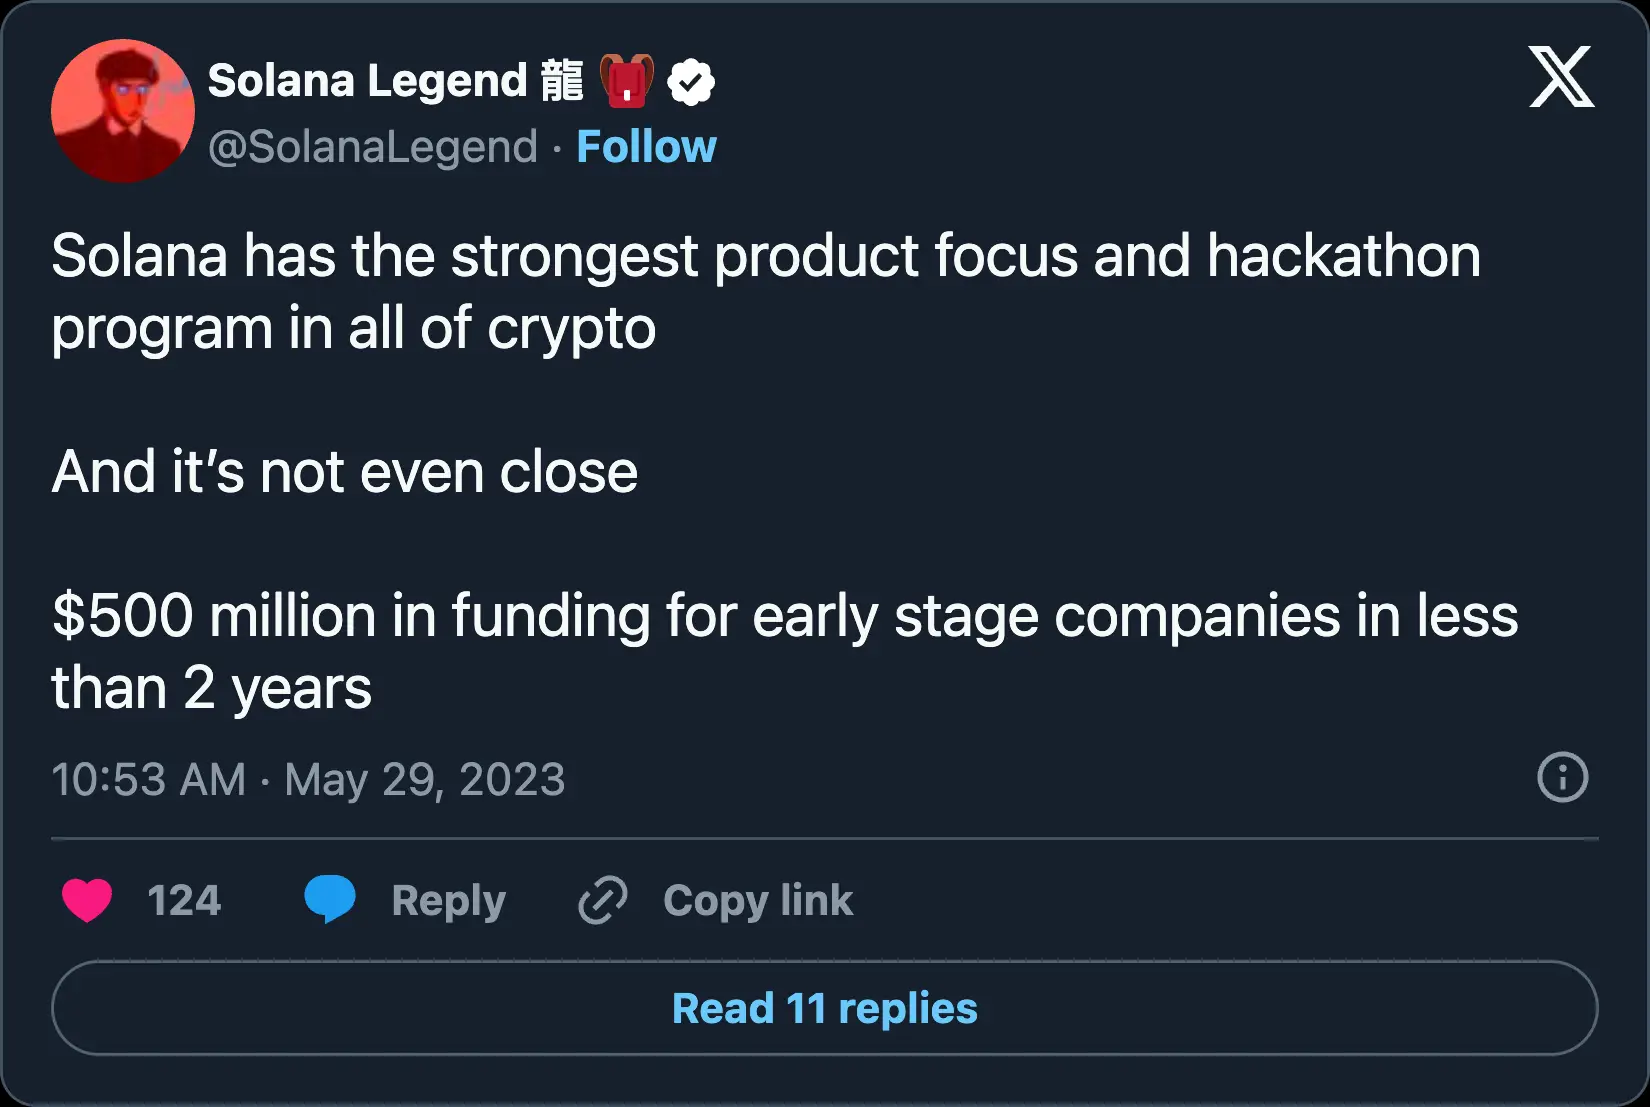 Solana Legend 龍 🎒
@SolanaLegend · Follow
Solana has the strongest product focus and hackathon
program in all of crypto
And it’s not even close
$500 million in funding for early stage companies in less
than 2 years
10:53 AM · May 29, 2023
124 Reply Copy link
Read 11 replies